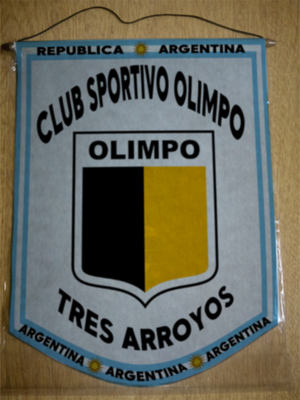 REPUBLICA ARGENTINA
CLUB SPORTIVO OLIMPO
OLIMPO
TRES ARROYOS
ARGENTINA ARGENTINA ARGENTINA